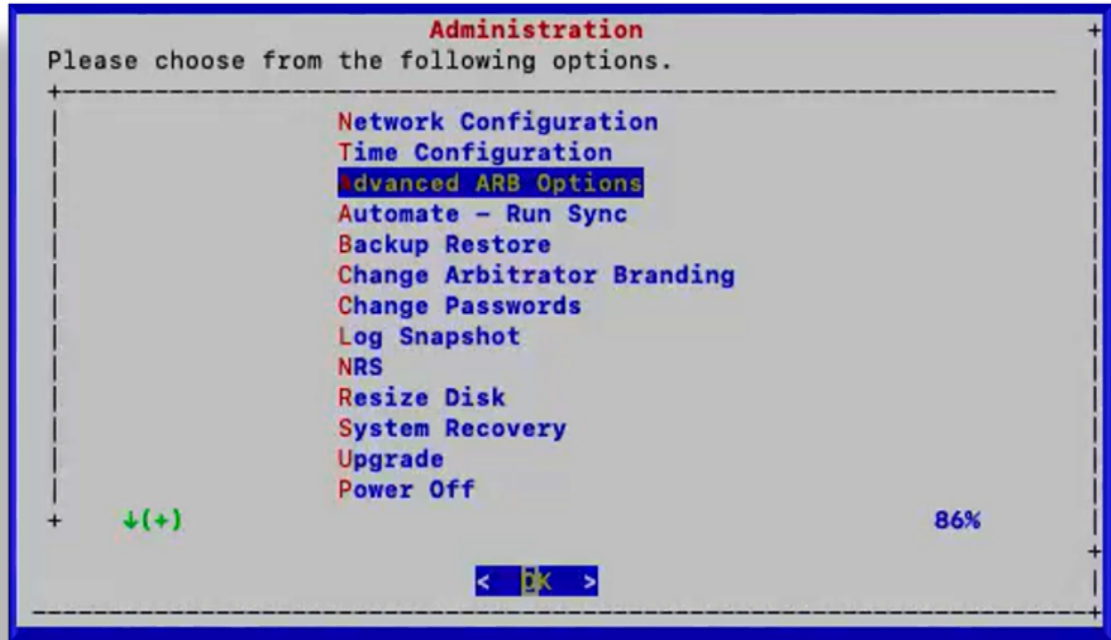 Administration
Please choose from the following options.
Network Configuration
Time Configuration
Advanced ARB Options
Automate - Run Sync
Backup Restore
Change Arbitrator Branding
Change Passwords
Log Snapshot
NRS
Resize Disk
System Recovery
Upgrade
Power Off
↓(+) 86%
< OK >